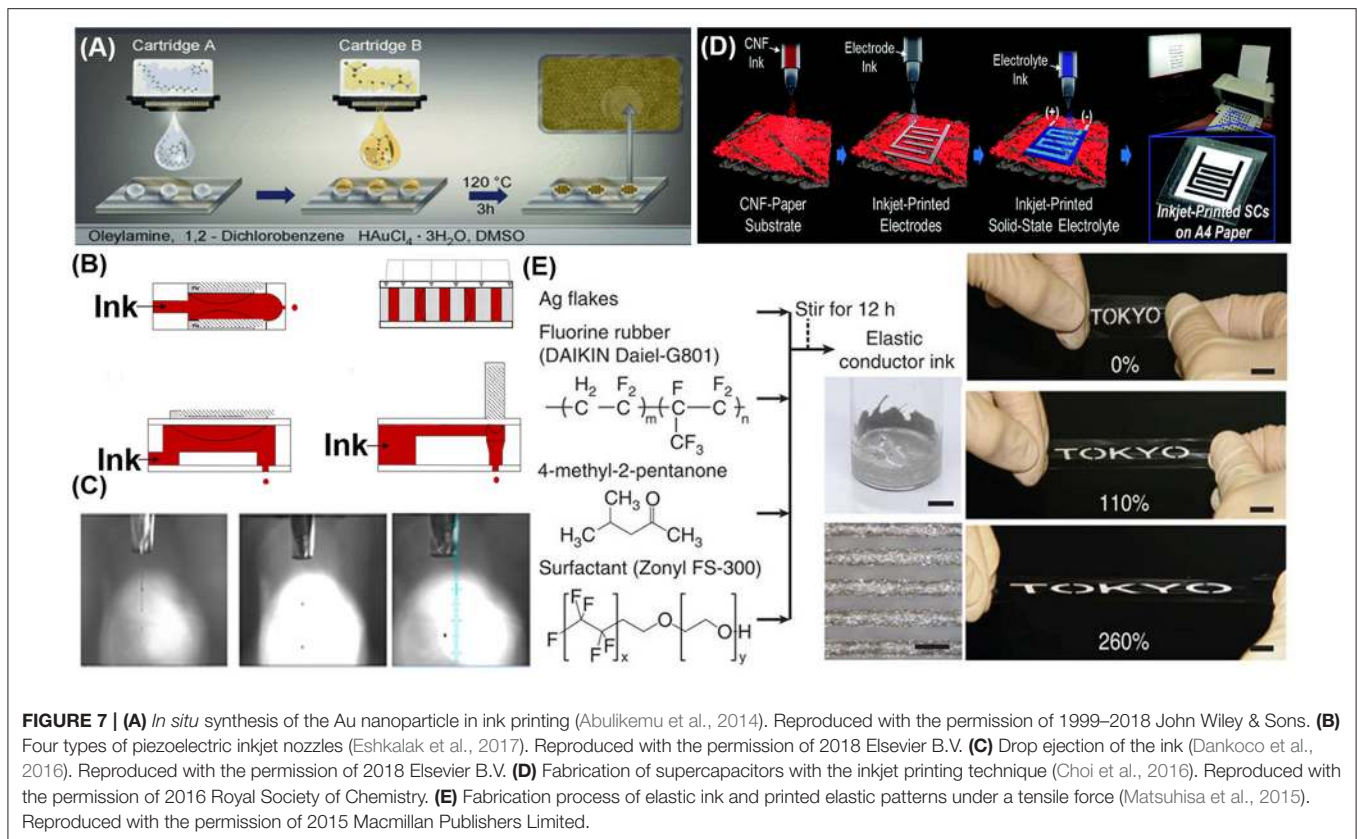 (A)
Cartridge A
Cartridge B
120 °C
3h
Oleylamine, 1,2 - Dichlorobenzene HAuCl₄ · 3H₂O, DMSO
(D)
CNF
Ink
Electrode
Ink
Electrolyte
Ink
(+)
(-)
CNF-Paper
Substrate
Inkjet-Printed
Electrodes
Inkjet-Printed
Solid-State Electrolyte
Inkjet-Printed SCs
on A4 Paper
(B)
Ink
Ink
Ink
(C)
(E)
Ag flakes
Fluorine rubber
(DAIKIN Daiel-G801)
H₂ F₂ F F₂
C C m C C n
CF₃
4-methyl-2-pentanone
CH₃ O
H₃C CH₃
Surfactant (Zonyl FS-300)
F F
F O OH
F F x y
Stir for 12 h
Elastic
conductor ink
TOKYO
0%
TOKYO
110%
TOKYO
260%
FIGURE 7 | (A) In situ synthesis of the Au nanoparticle in ink printing (Abulikemu et al., 2014). Reproduced with the permission of 1999–2018 John Wiley & Sons. (B)
Four types of piezoelectric inkjet nozzles (Eshkalak et al., 2017). Reproduced with the permission of 2018 Elsevier B.V. (C) Drop ejection of the ink (Dankoco et al.,
2016). Reproduced with the permission of 2018 Elsevier B.V. (D) Fabrication of supercapacitors with the inkjet printing technique (Choi et al., 2016). Reproduced with
the permission of 2016 Royal Society of Chemistry. (E) Fabrication process of elastic ink and printed elastic patterns under a tensile force (Matsuhisa et al., 2015).
Reproduced with the permission of 2015 Macmillan Publishers Limited.